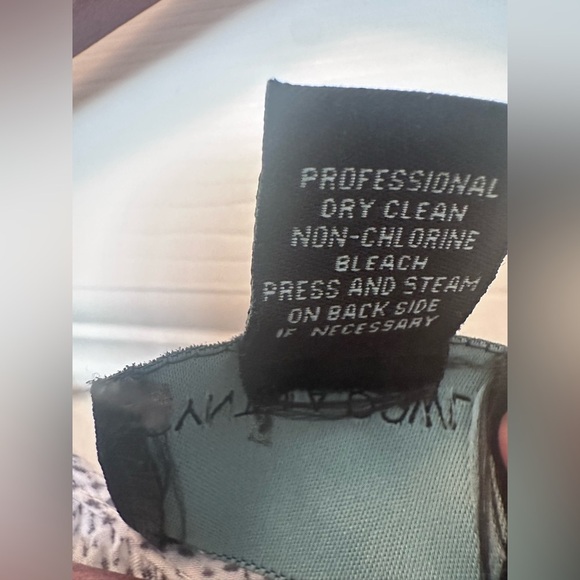 PROFESSIONAL
DRY CLEAN
NON-CHLORINE
BLEACH
PRESS AND STEAM
ON BACK SIDE
IF NECESSARY